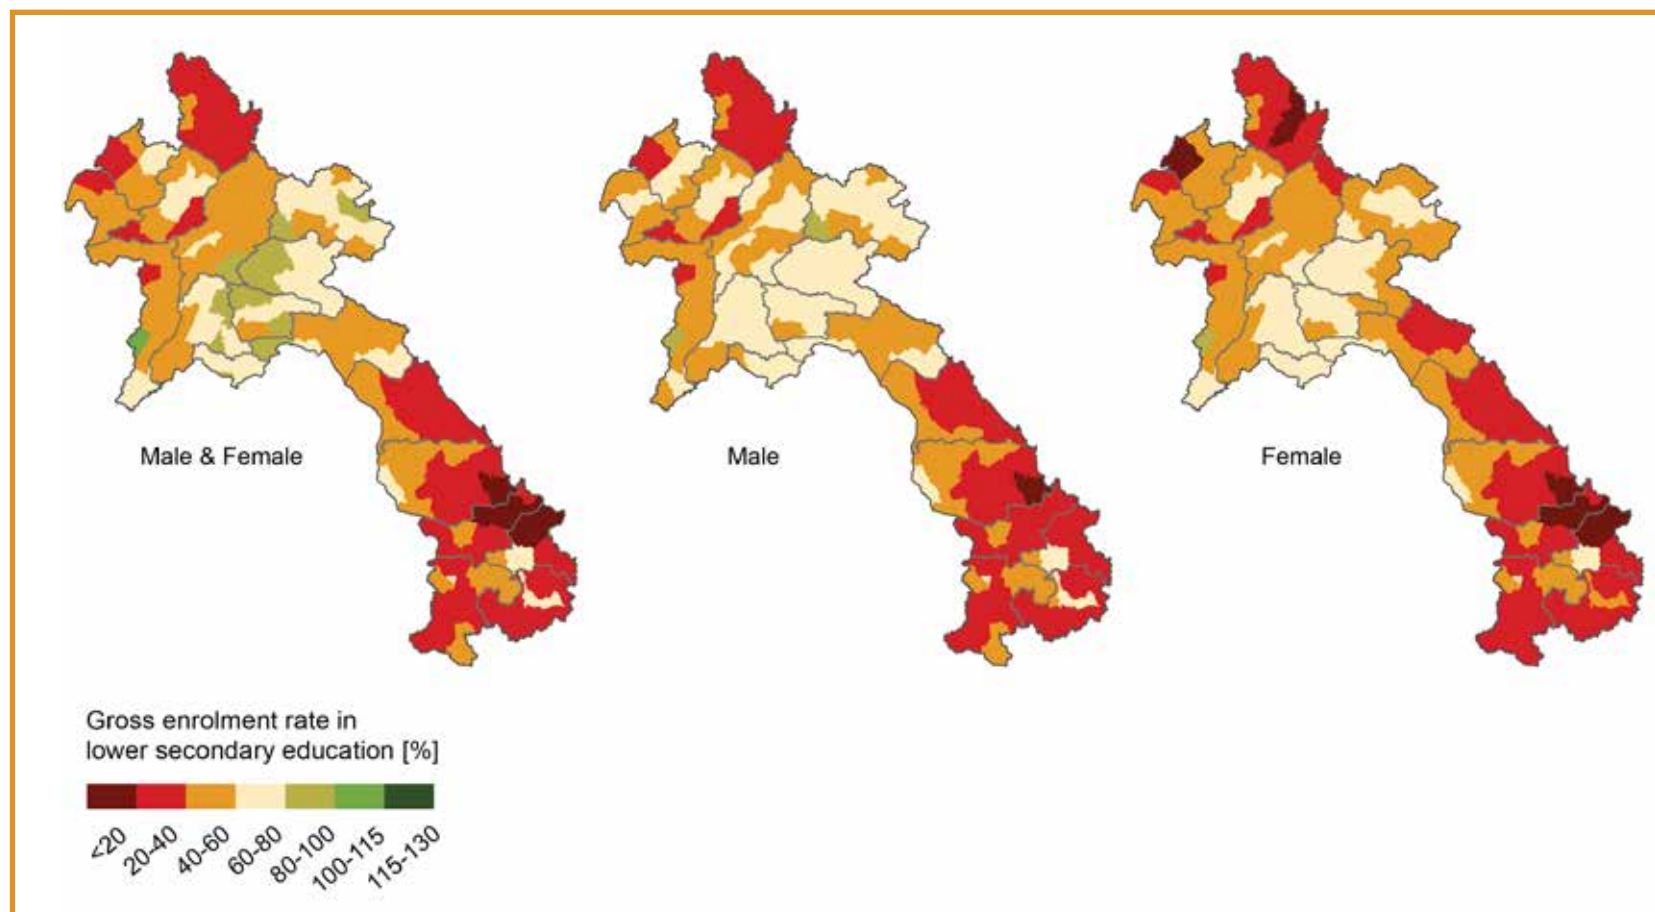 Male & Female
Male
Female
Gross enrolment rate in
lower secondary education [%]
<20
20-40
40-60
60-80
80-100
100-115
115-130